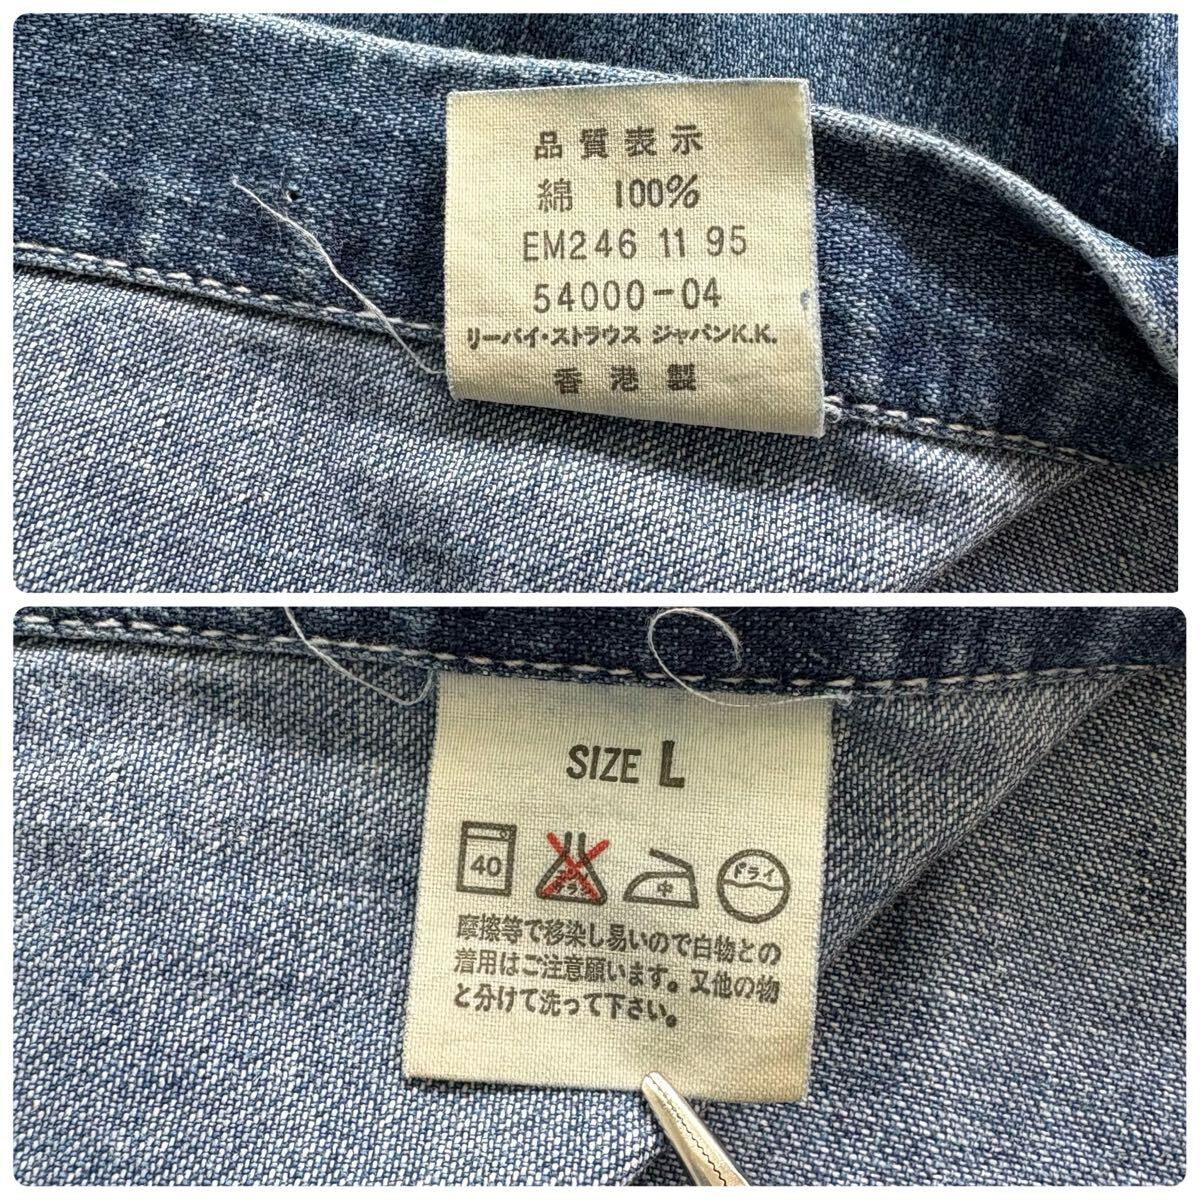 品質表示
綿 100%
EM246 11 95
54000-04
リーバイ・ストラウス ジャパンK.K.
香港製
SIZE L
40
中
ドライ
摩擦等で移染し易いので白物との
着用はご注意願います。又他の物
と分けて洗って下さい。